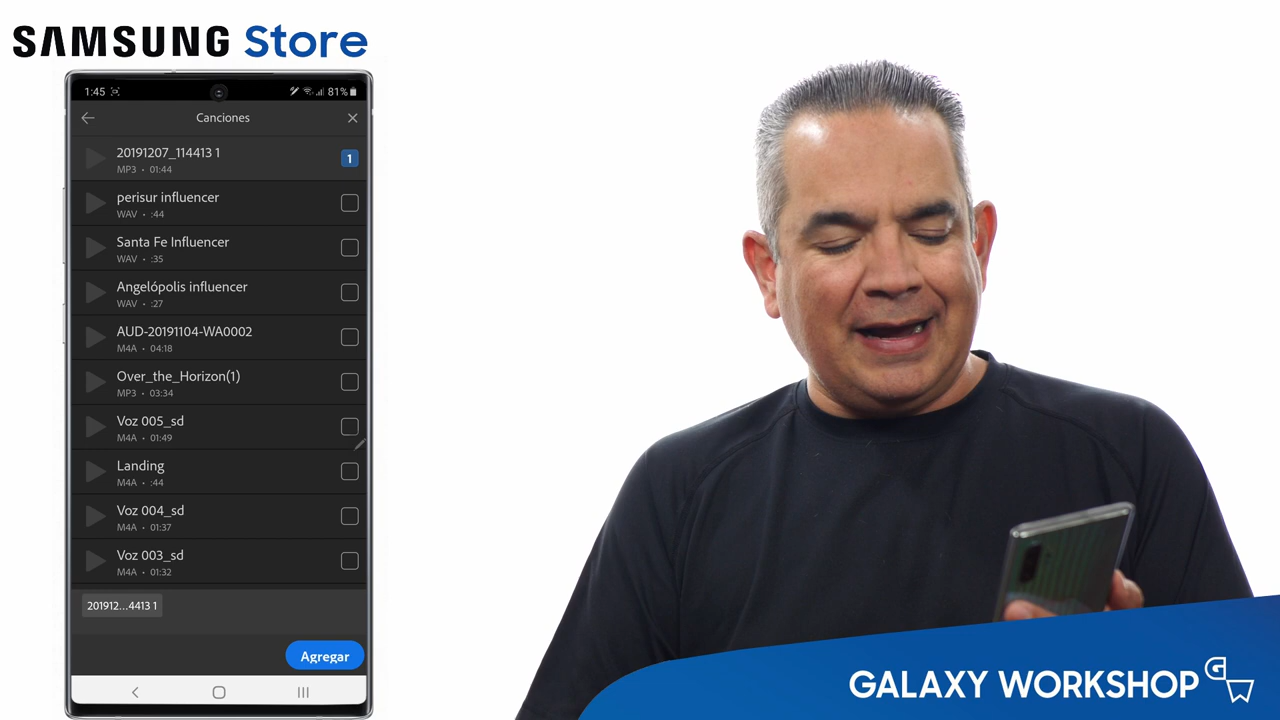 SAMSUNG Store
1:45
81%
Canciones
20191207_114413 1
MP3 • 01:44
1
perisur influencer
WAV • :44
Santa Fe Influencer
WAV • :35
Angelópolis influencer
WAV • :27
AUD-20191104-WA0002
M4A • 04:18
Over_the_Horizon(1)
MP3 • 03:34
Voz 005_sd
M4A • 01:49
Landing
M4A • :44
Voz 004_sd
M4A • 01:37
Voz 003_sd
M4A • 01:32
201912...4413 1
Agregar
GALAXY WORKSHOP
GW